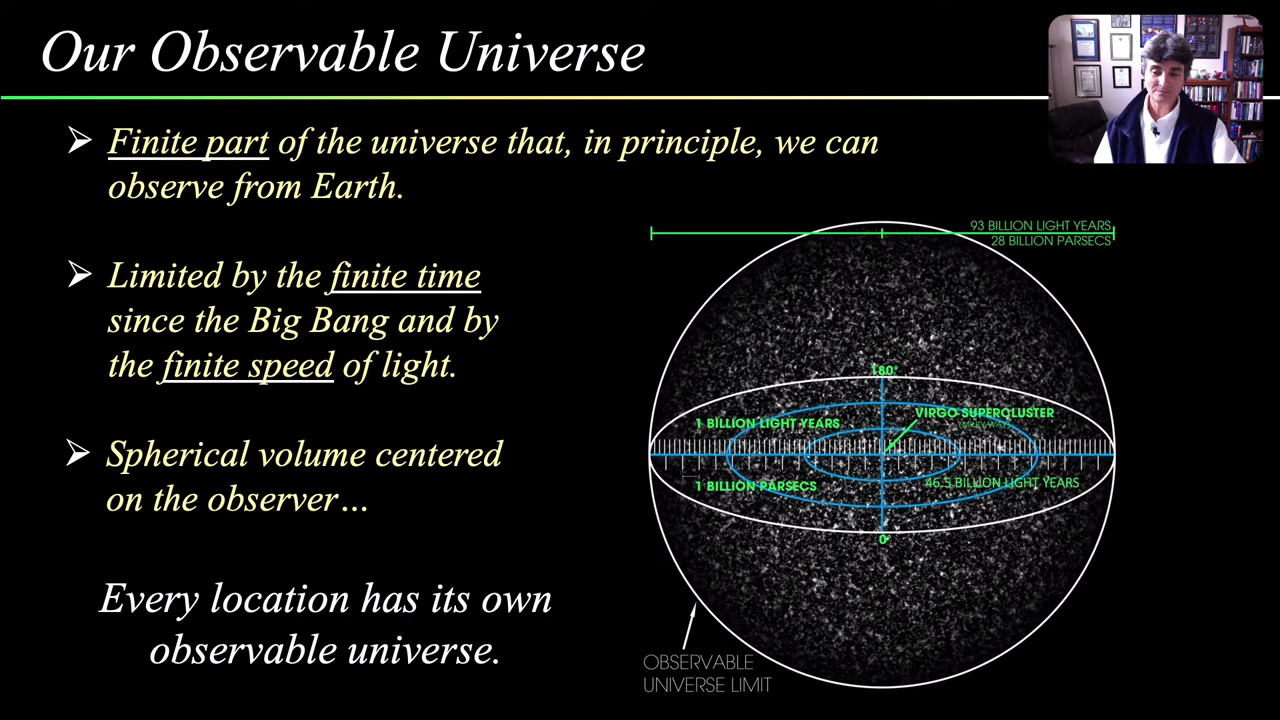 Our Observable Universe
Finite part of the universe that, in principle, we can
observe from Earth.
Limited by the finite time
since the Big Bang and by
the finite speed of light.
Spherical volume centered
on the observer…
Every location has its own
observable universe.
93 BILLION LIGHT YEARS
28 BILLION PARSECS
180°
VIRGO SUPERCLUSTER
(MILKY WAY)
1 BILLION LIGHT YEARS
1 BILLION PARSECS
46.5 BILLION LIGHT YEARS
0°
OBSERVABLE
UNIVERSE LIMIT